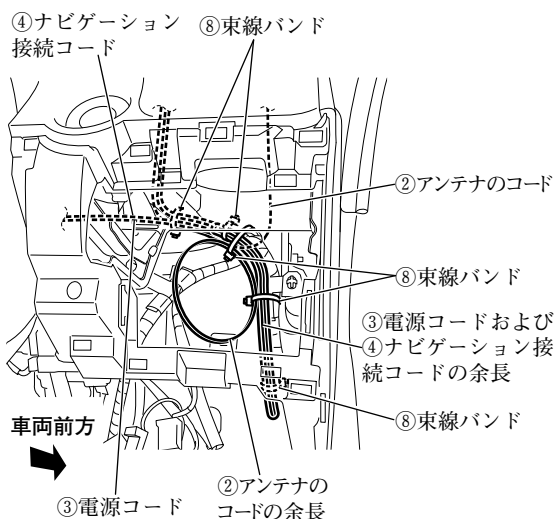 ④ナビゲーション
接続コード
⑧束線バンド
②アンテナのコード
⑧束線バンド
③電源コードおよび
④ナビゲーション接
続コードの余長
⑧束線バンド
車両前方
③電源コード
②アンテナの
コードの余長